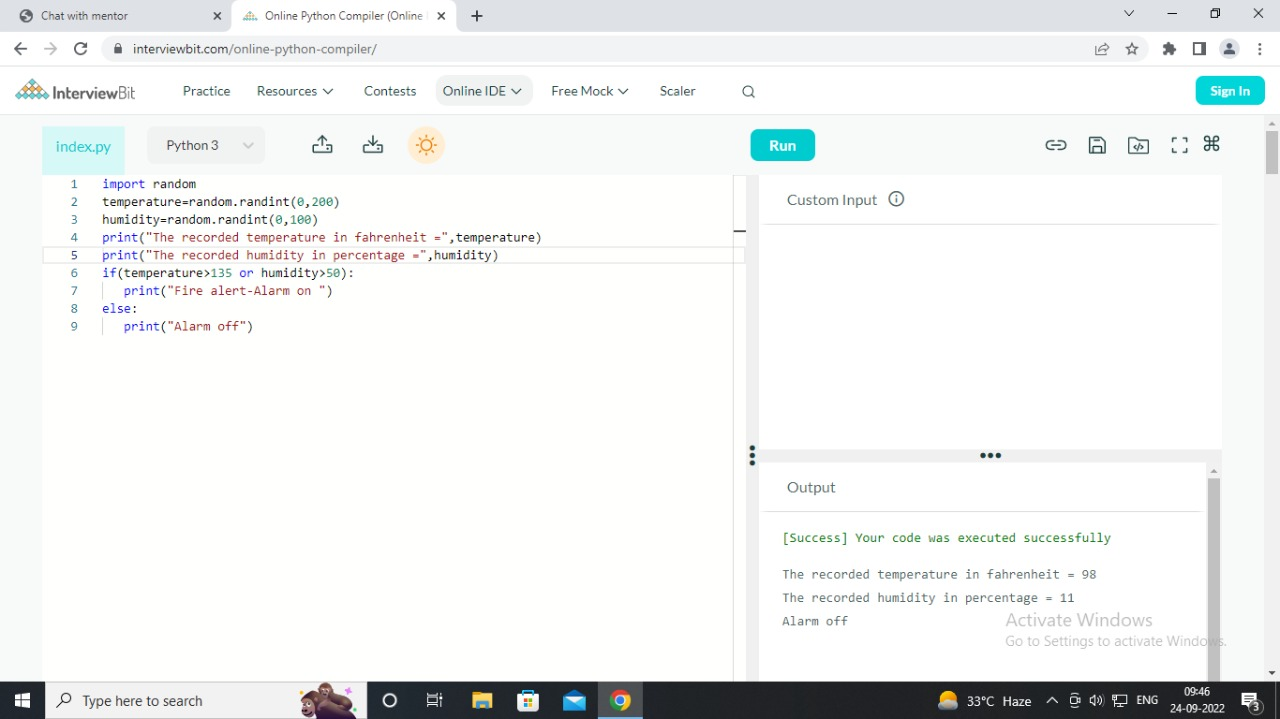 Chat with mentor
Online Python Compiler (Online
interviewbit.com/online-python-compiler/
InterviewBit
Practice
Resources
Contests
Online IDE
Free Mock
Scaler
Sign In
index.py
Python 3
Run
1 import random
2 temperature=random.randint(0,200)
3 humidity=random.randint(0,100)
4 print("The recorded temperature in fahrenheit =",temperature)
5 print("The recorded humidity in percentage =",humidity)
6 if(temperature>135 or humidity>50):
7 print("Fire alert-Alarm on ")
8 else:
9 print("Alarm off")
Custom Input
Output
[Success] Your code was executed successfully
The recorded temperature in fahrenheit = 98
The recorded humidity in percentage = 11
Alarm off
Activate Windows
Go to Settings to activate Windows.
Type here to search
33°C Haze
ENG
09:46
24-09-2022
3